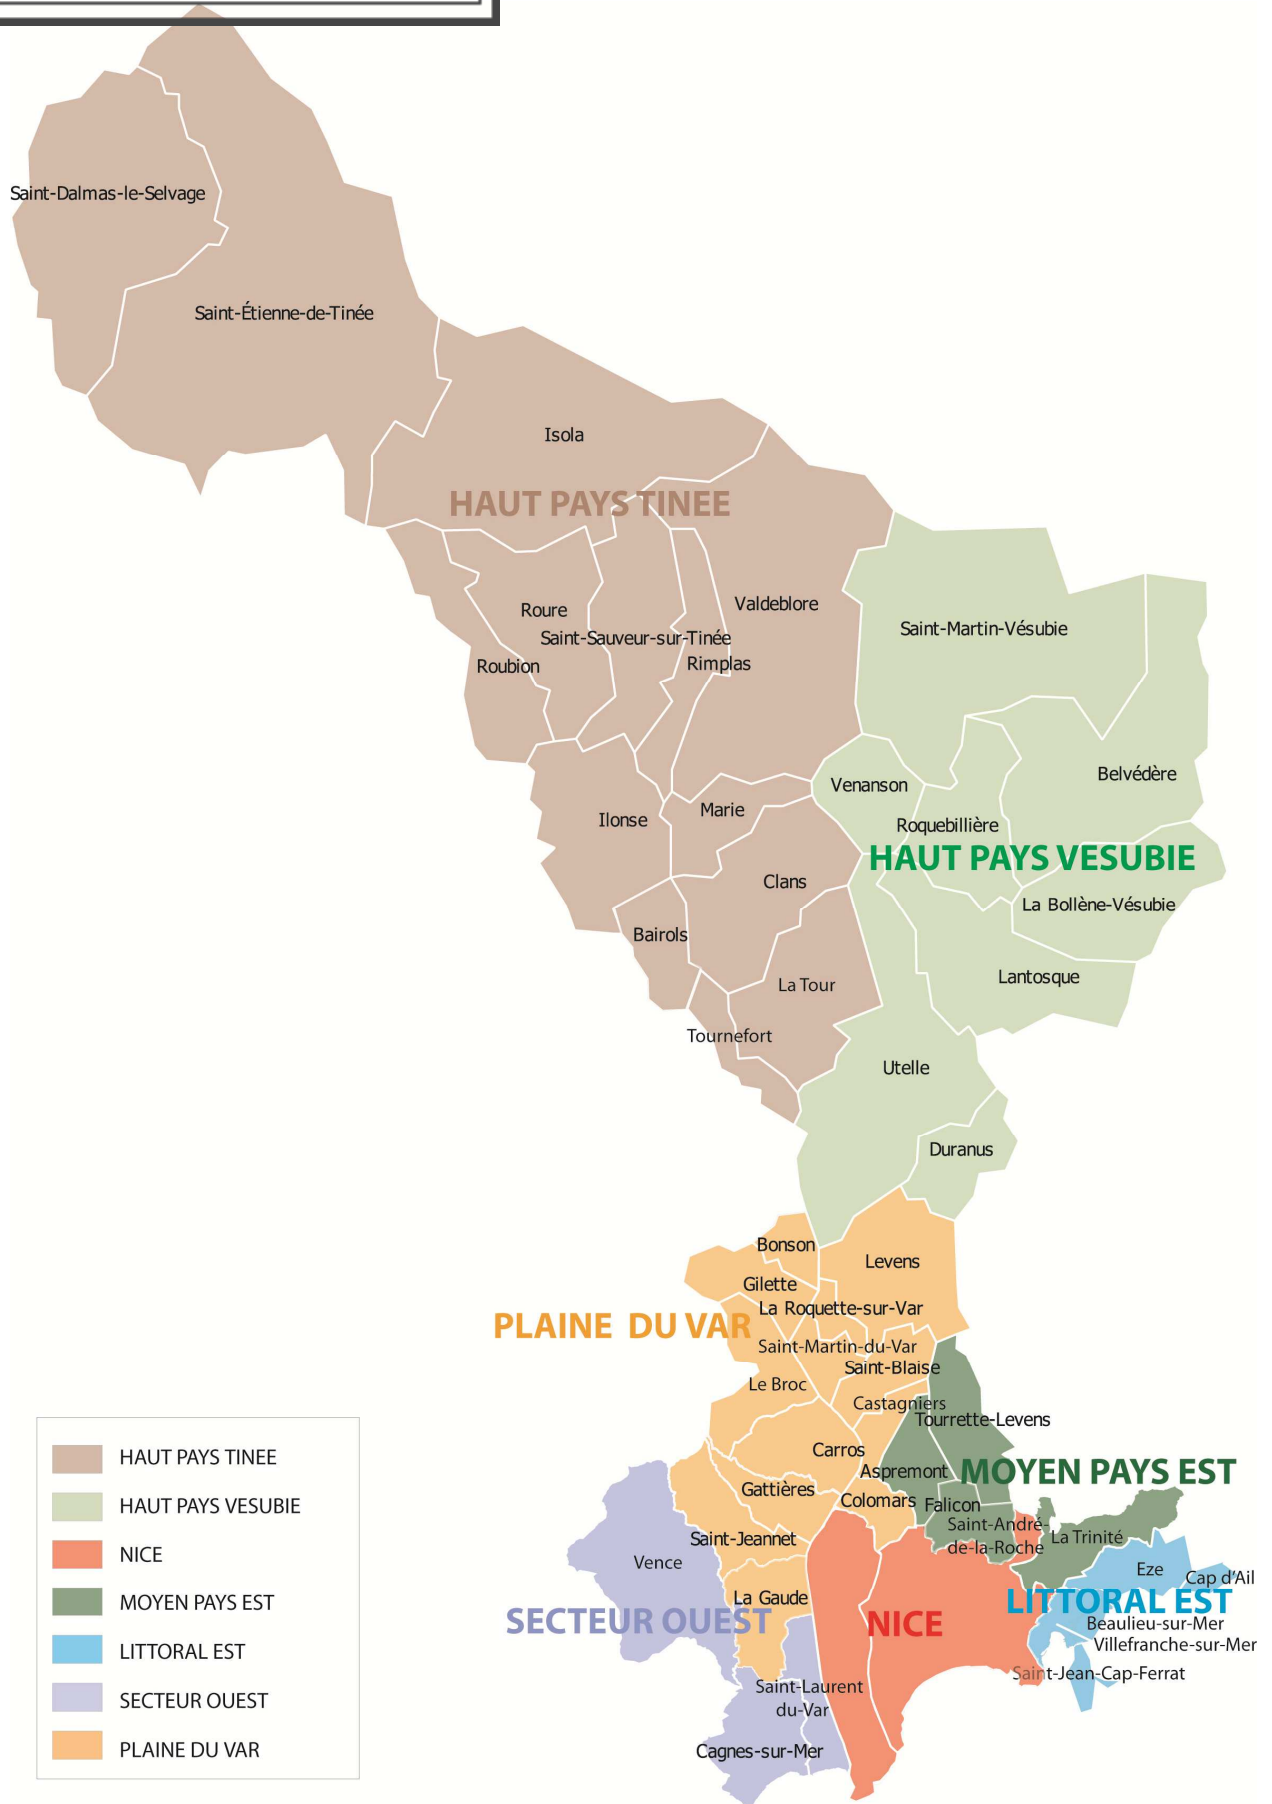 Saint-Dalmas-le-Selvage
Saint-Étienne-de-Tinée
Isola
HAUT PAYS TINEE
Roure
Valdeblore
Saint-Martin-Vésubie
Saint-Sauveur-sur-Tinée
Roubion
Rimplas
Belvédère
Venanson
Marie
Ilonse
Roquebillière
HAUT PAYS VESUBIE
Clans
La Bollène-Vésubie
Bairols
Lantosque
La Tour
Tournefort
Utelle
Duranus
Bonson
Levens
Gilette
La Roquette-sur-Var
PLAINE DU VAR
Saint-Martin-du-Var
Saint-Blaise
Le Broc
Castagniers
Tourrette-Levens
Carros
Aspremont
MOYEN PAYS EST
Gattières
Colomars
Falicon
Saint-André-
de-la-Roche
La Trinité
Saint-Jeannet
Vence
Eze
Cap d'Ail
La Gaude
LITTORAL EST
SECTEUR OUEST
NICE
Beaulieu-sur-Mer
Villefranche-sur-Mer
Saint-Jean-Cap-Ferrat
Saint-Laurent
du-Var
Cagnes-sur-Mer
HAUT PAYS TINEE
HAUT PAYS VESUBIE
NICE
MOYEN PAYS EST
LITTORAL EST
SECTEUR OUEST
PLAINE DU VAR